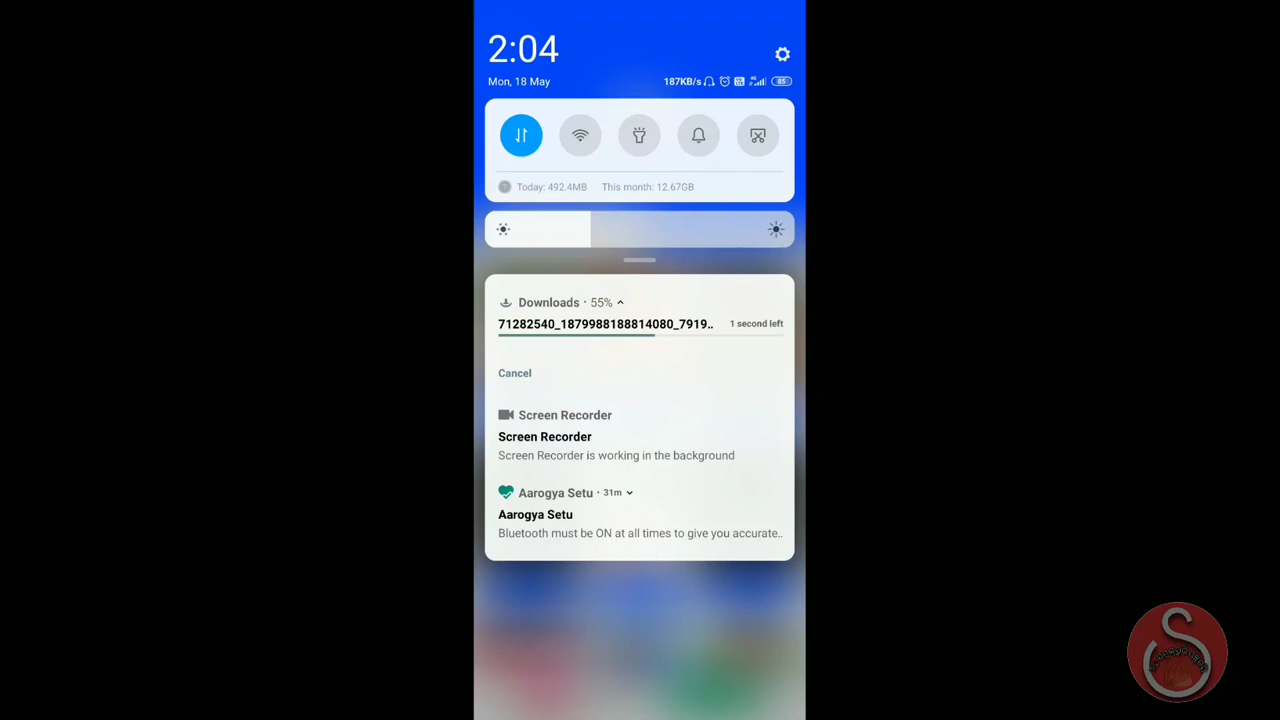 2:04
Mon, 18 May
187KB/s
85
Today: 492.4MB This month: 12.67GB
Downloads · 55%
71282540_1879988188814080_7919.. 1 second left
Cancel
Screen Recorder
Screen Recorder
Screen Recorder is working in the background
Aarogya Setu · 31m
Aarogya Setu
Bluetooth must be ON at all times to give you accurate..